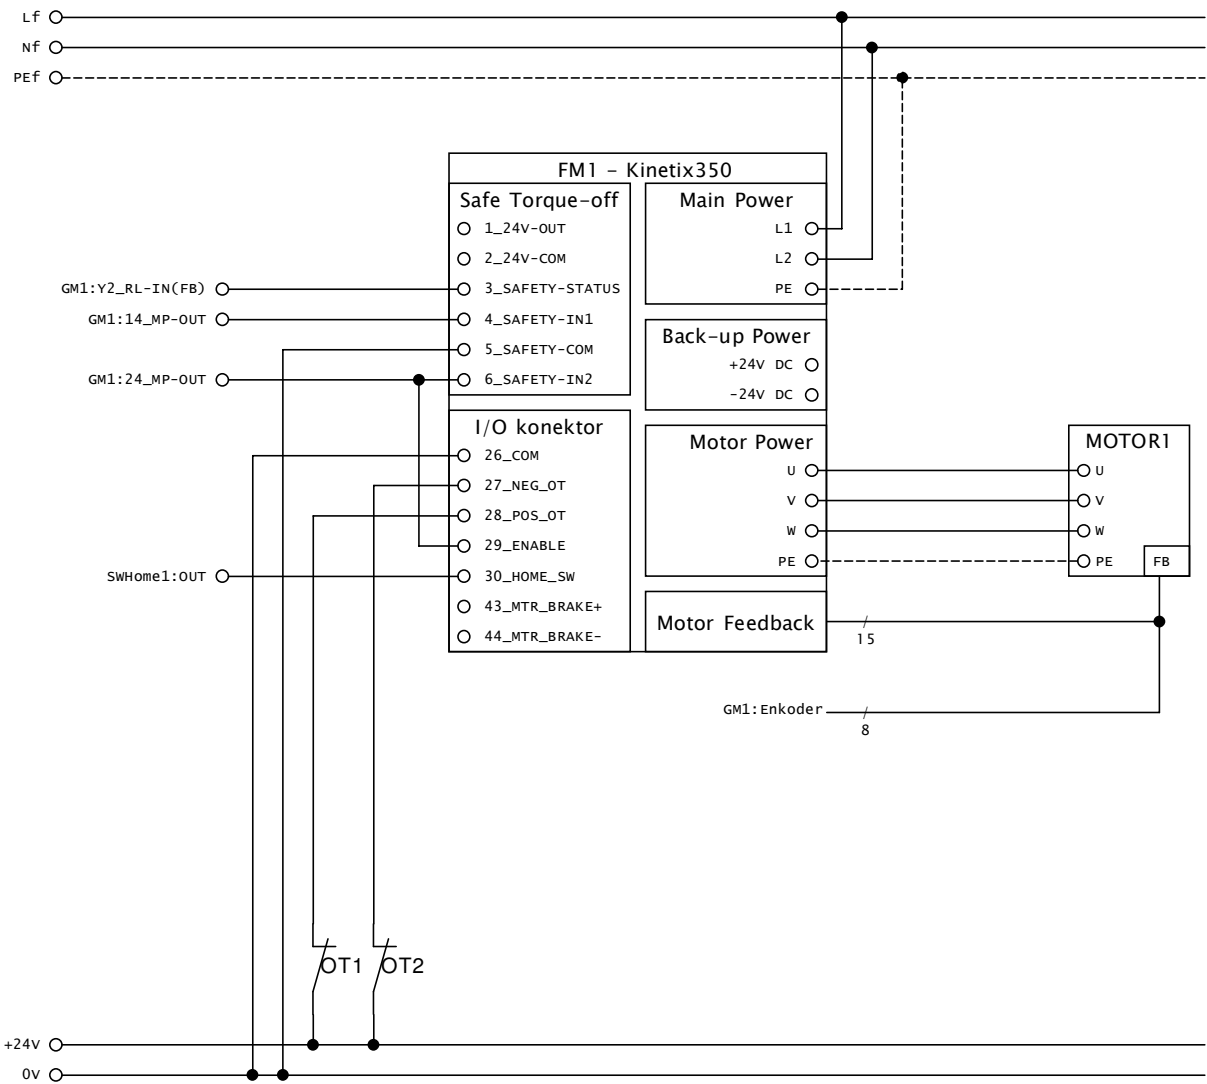 Lf
Nf
PEf
FM1 – Kinetix350
Safe Torque-off
1_24V-OUT
2_24V-COM
GM1:Y2_RL-IN(FB)
3_SAFETY-STATUS
GM1:14_MP-OUT
4_SAFETY-IN1
5_SAFETY-COM
GM1:24_MP-OUT
6_SAFETY-IN2
Main Power
L1
L2
PE
Back-up Power
+24V DC
-24V DC
I/O konektor
26_COM
27_NEG_OT
28_POS_OT
29_ENABLE
SWHome1:OUT
30_HOME_SW
43_MTR_BRAKE+
44_MTR_BRAKE-
Motor Power
U
V
W
PE
MOTOR1
U
V
W
PE
FB
Motor Feedback
15
GM1:Enkoder
8
OT1
OT2
+24V
0V